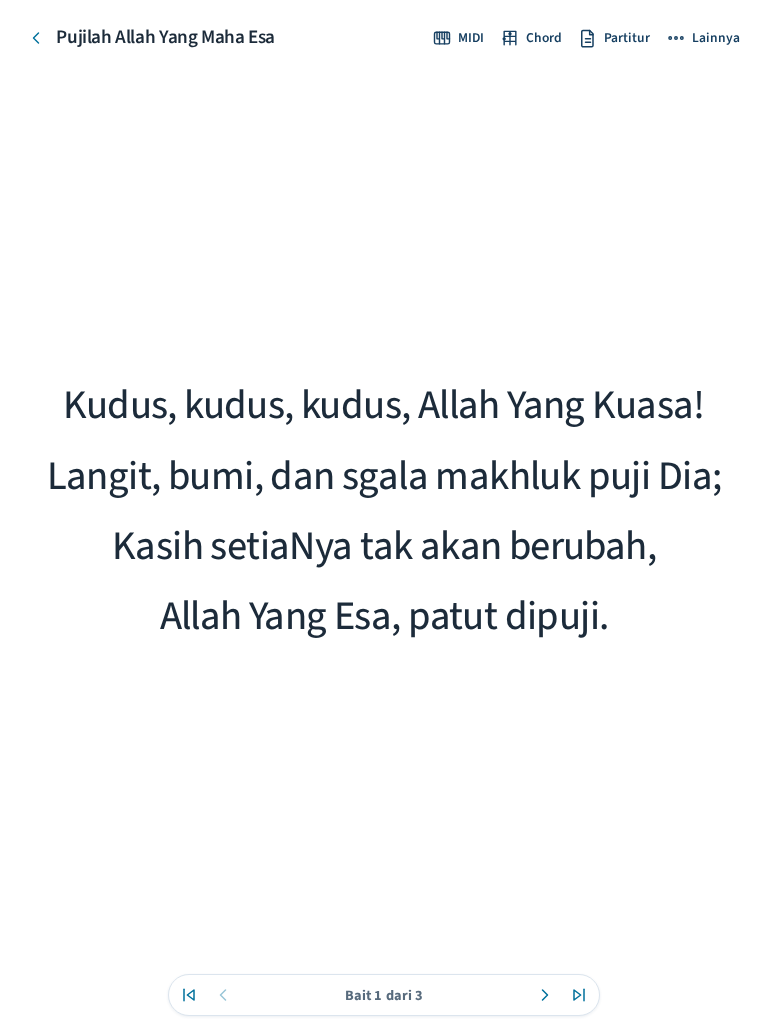 Pujilah Allah Yang Maha Esa
MIDI
Chord
Partitur
Lainnya
Kudus, kudus, kudus, Allah Yang Kuasa!
Langit, bumi, dan sgala makhluk puji Dia;
Kasih setiaNya tak akan berubah,
Allah Yang Esa, patut dipuji.
Bait 1 dari 3